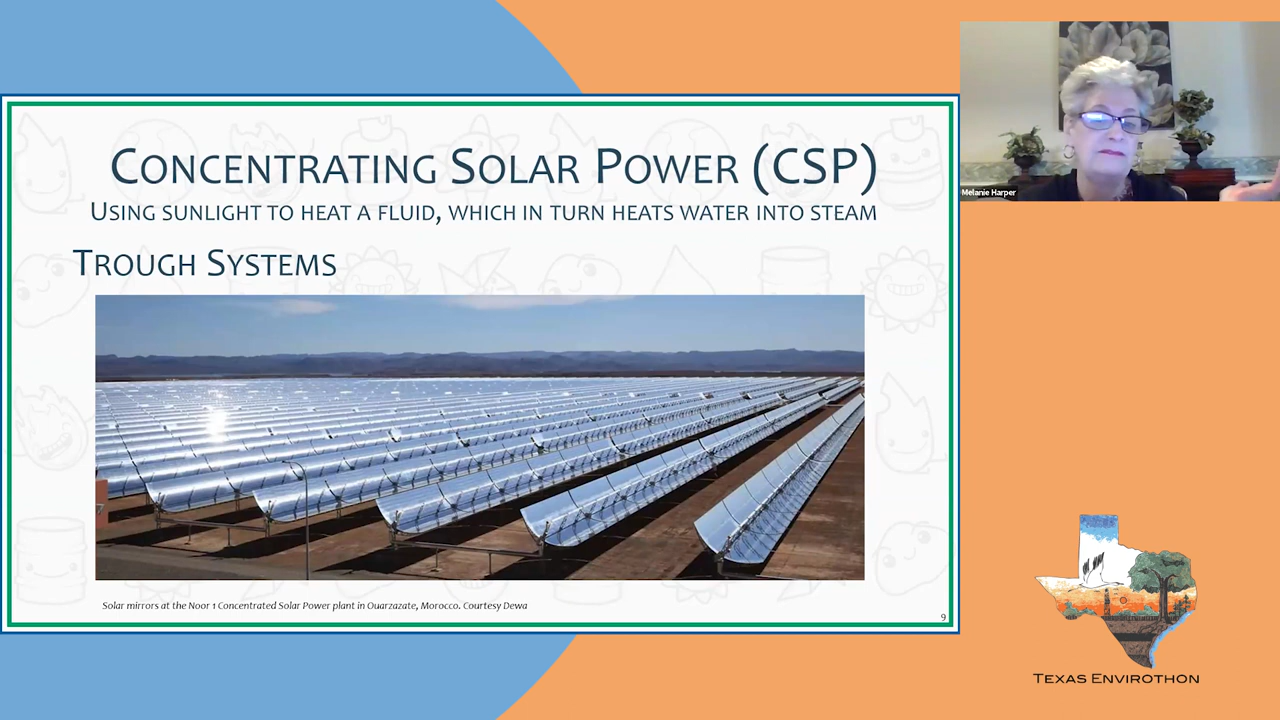 Concentrating Solar Power (CSP)
Using sunlight to heat a fluid, which in turn heats water into steam
Trough Systems
Solar mirrors at the Noor 1 Concentrated Solar Power plant in Ouarzazate, Morocco. Courtesy Dewa
9
Melanie Harper
Texas Envirothon